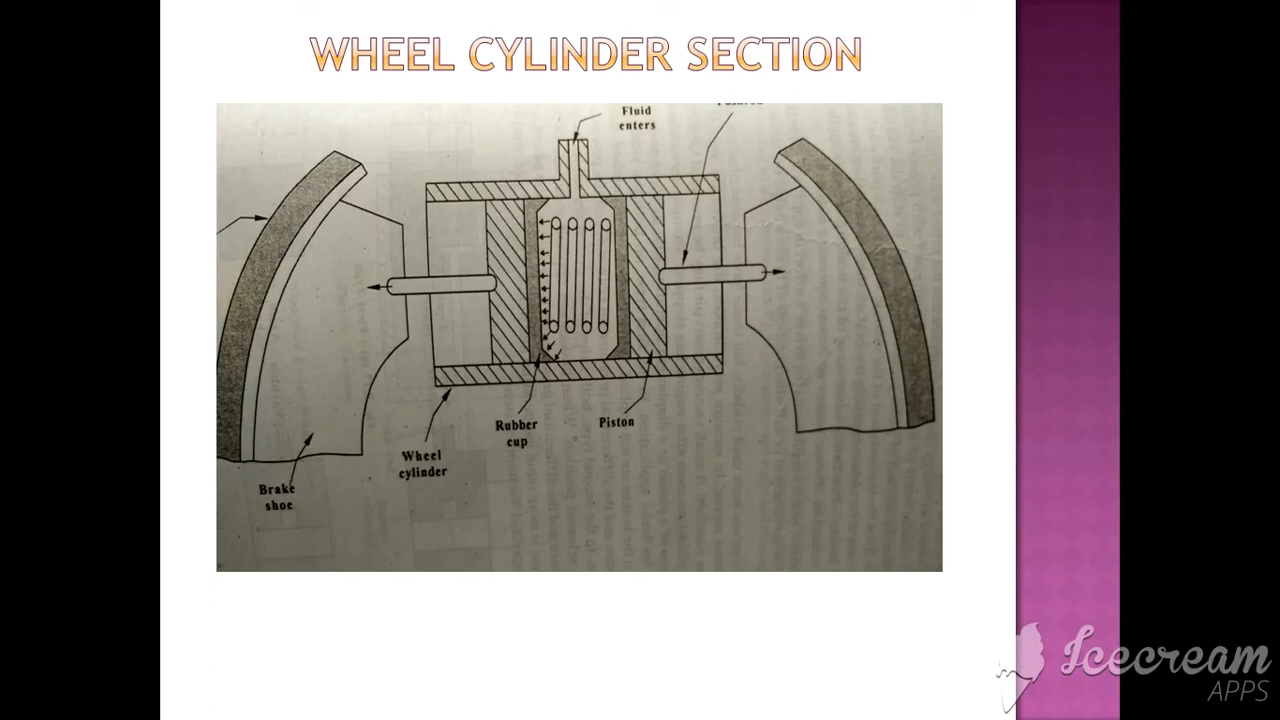 WHEEL CYLINDER SECTION
Fluid
enters
Rubber
cup
Piston
Wheel
cylinder
Brake
shoe
Icecream
APPS